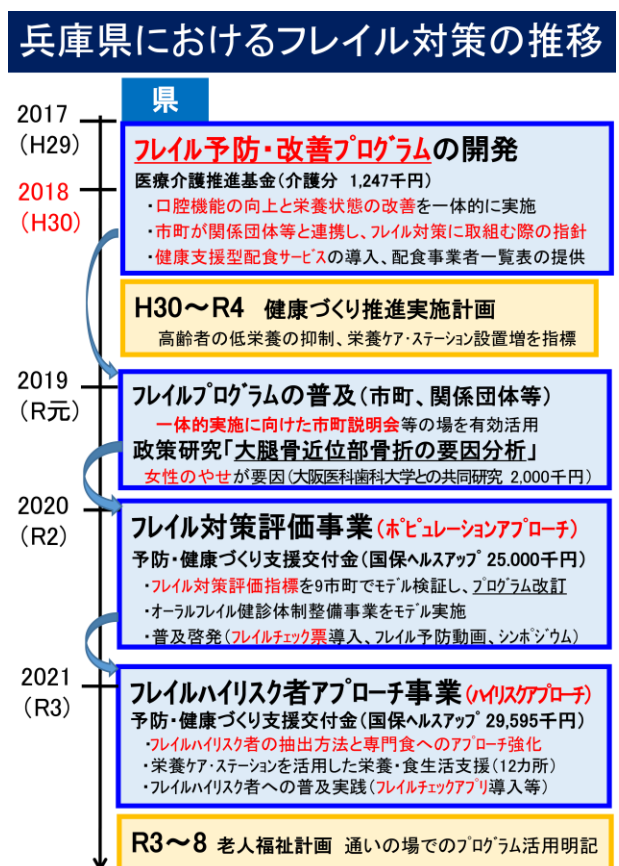 兵庫県におけるフレイル対策の推移
県
2017
(H29)
フレイル予防・改善プログラムの開発
医療介護推進基金(介護分 1,247千円)
・口腔機能の向上と栄養状態の改善を一体的に実施
・市町が関係団体等と連携し、フレイル対策に取組む際の指針
・健康支援型配食サービスの導入、配食事業者一覧表の提供
2018
(H30)
H30～R4 健康づくり推進実施計画
高齢者の低栄養の抑制、栄養ケア・ステーション設置増を指標
2019
(R元)
フレイルプログラムの普及(市町、関係団体等)
一体的実施に向けた市町説明会等の場を有効活用
政策研究「大腿骨近位部骨折の要因分析」
女性のやせが要因(大阪医科歯科大学との共同研究 2,000千円)
2020
(R2)
フレイル対策評価事業(ポピュレーションアプローチ)
予防・健康づくり支援交付金(国保ヘルスアップ 25.000千円)
・フレイル対策評価指標を9市町でモデル検証し、プログラム改訂
・オーラルフレイル健診体制整備事業をモデル実施
・普及啓発(フレイルチェック票導入、フレイル予防動画、シンポジウム)
2021
(R3)
フレイルハイリスク者アプローチ事業(ハイリスクアプローチ)
予防・健康づくり支援交付金(国保ヘルスアップ 29,595千円)
・フレイルハイリスク者の抽出方法と専門食へのアプローチ強化
・栄養ケア・ステーションを活用した栄養・食生活支援(12カ所)
・フレイルハイリスク者への普及実践(フレイルチェックアプリ導入等)
R3～8 老人福祉計画 通いの場でのプログラム活用明記